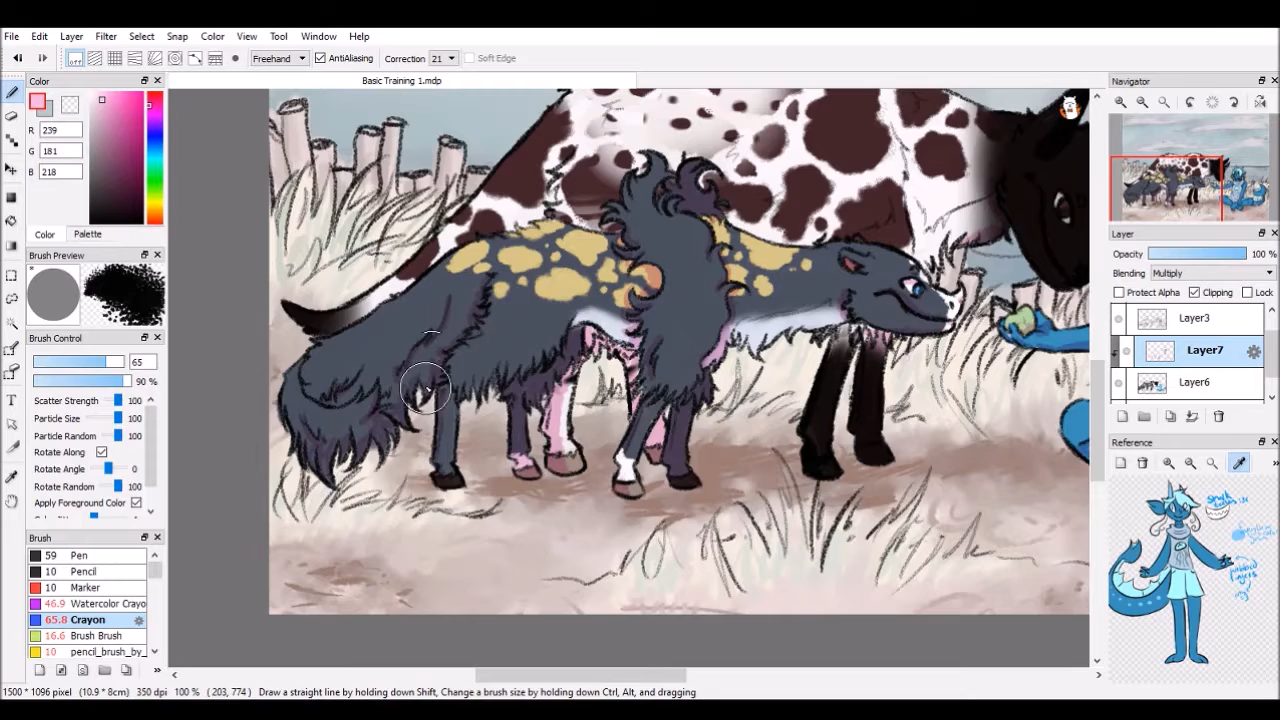 File Edit Layer Filter Select Snap Color View Tool Window Help
off Freehand AntiAliasing Correction 21 Soft Edge
Color
Basic Training 1.mdp
Navigator
R 239
G 181
B 218
Color Palette
Brush Preview
Layer
Opacity 100 %
Blending Multiply
Protect Alpha Clipping Lock
Layer3
Layer7
Layer6
Brush Control
65
90 %
Scatter Strength 100
Particle Size 100
Particle Random 100
Rotate Along
Rotate Angle 0
Rotate Random 100
Apply Foreground Color
Reference
Brush
59 Pen
10 Pencil
10 Marker
46.9 Watercolor Crayo
65.8 Crayon
16.6 Brush Brush
10 pencil_brush_by_
webbed
fingers
1500 * 1096 pixel (10.9 * 8cm) 350 dpi 100 % ( 203, 774 ) Draw a straight line by holding down Shift, Change a brush size by holding down Ctrl, Alt, and dragging